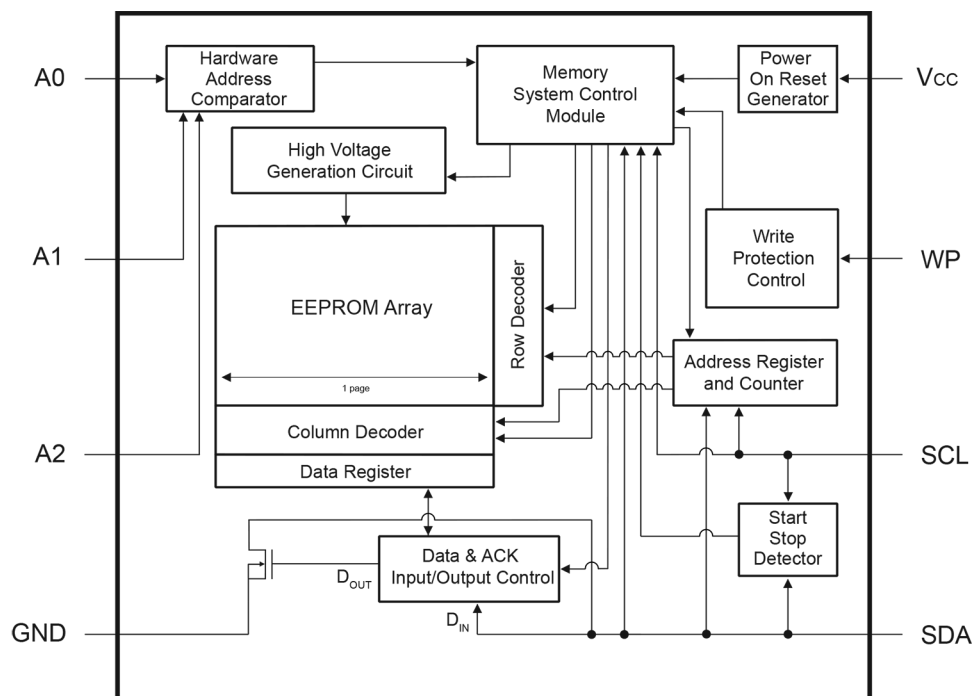 A0
Hardware
Address
Comparator
Memory
System Control
Module
Power
On Reset
Generator
VCC
High Voltage
Generation Circuit
A1
EEPROM Array
Row Decoder
Write
Protection
Control
WP
1 page
Address Register
and Counter
Column Decoder
A2
Data Register
SCL
Start
Stop
Detector
Data & ACK
Input/Output Control
DOUT
DIN
GND
SDA